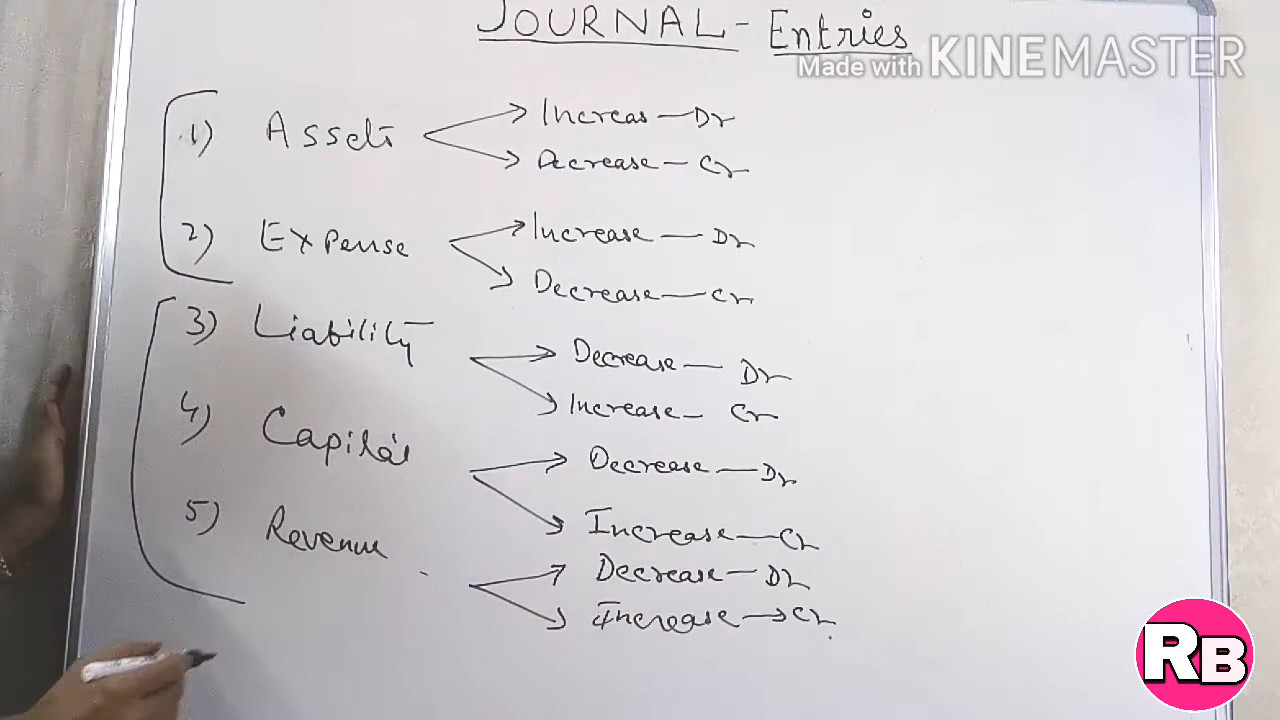 JOURNAL - Entries
Made with KINEMASTER
1) Assets Increas - Dr
Decrease - Cr
2) Expense Increase - Dr
Decrease - Cr
3) Liability Decrease - Dr
Increase - Cr
4) Capital Decrease - Dr
Increase - Cr
5) Revenue Decrease - Dr
Increase → Cr
RB